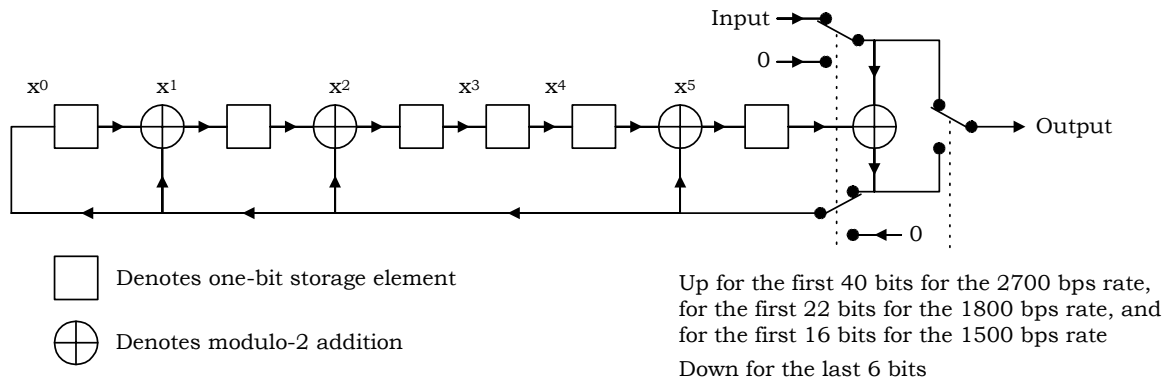 Input
0
x0 x1 x2 x3 x4 x5
Output
0
Denotes one-bit storage element
Denotes modulo-2 addition
Up for the first 40 bits for the 2700 bps rate,
for the first 22 bits for the 1800 bps rate, and
for the first 16 bits for the 1500 bps rate
Down for the last 6 bits